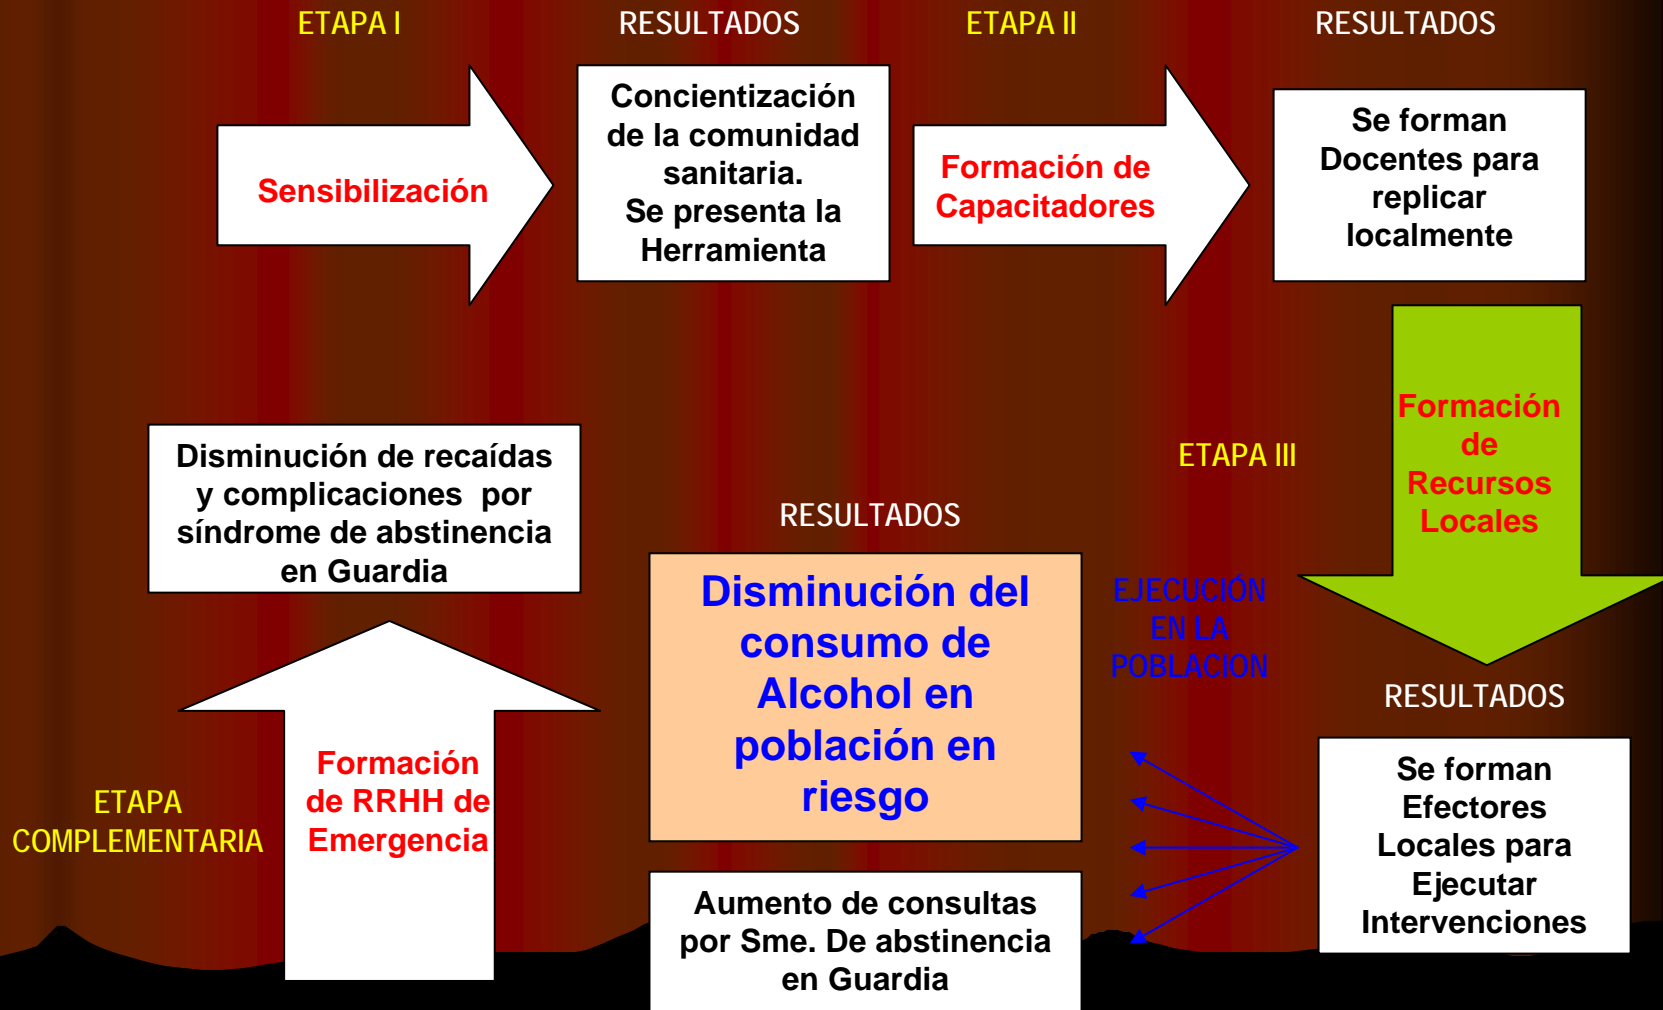 ETAPA I
RESULTADOS
ETAPA II
RESULTADOS
Sensibilización
Concientización
de la comunidad
sanitaria.
Se presenta la
Herramienta
Formación de
Capacitadores
Se forman
Docentes para
replicar
localmente
Formación
de
Recursos
Locales
ETAPA III
RESULTADOS
Se forman
Efectores
Locales para
Ejecutar
Intervenciones
EJECUCIÓN
EN LA
POBLACION
RESULTADOS
Disminución del
consumo de
Alcohol en
población en
riesgo
Aumento de consultas
por Sme. De abstinencia
en Guardia
ETAPA
COMPLEMENTARIA
Formación
de RRHH de
Emergencia
Disminución de recaídas
y complicaciones por
síndrome de abstinencia
en Guardia